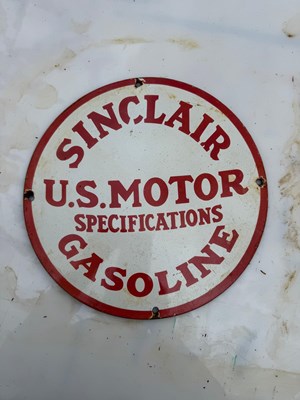 SINCLAIR
U.S. MOTOR
SPECIFICATIONS
GASOLINE